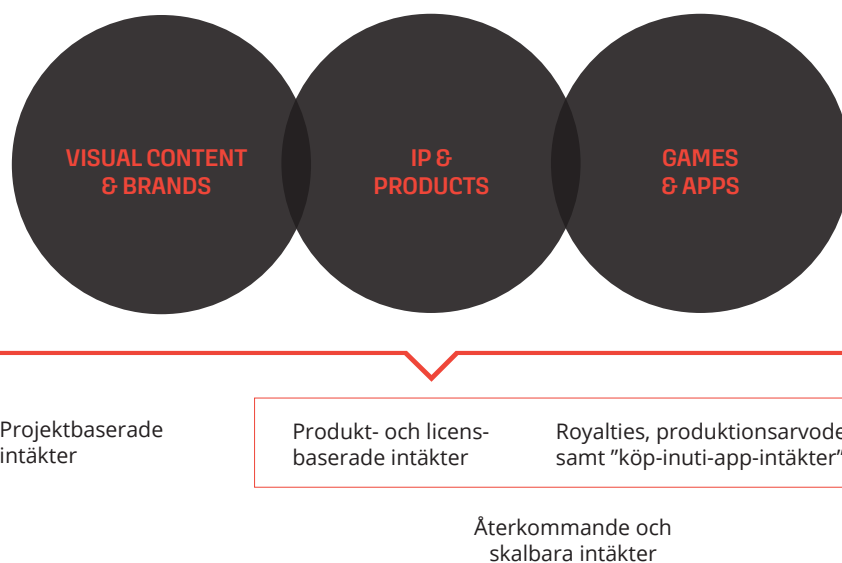 VISUAL CONTENT
& BRANDS
IP &
PRODUCTS
GAMES
& APPS
Projektbaserade
intäkter
Produkt- och licens-
baserade intäkter
Royalties, produktionsarvode
samt ”köp-inuti-app-intäkter”
Återkommande och
skalbara intäkter